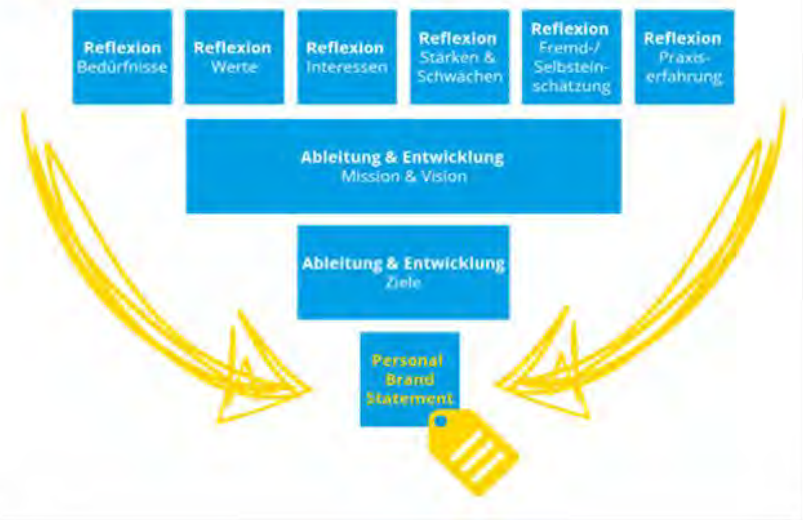 Reflexion
Bedürfnisse
Reflexion
Werte
Reflexion
Interessen
Reflexion
Stärken &
Schwächen
Reflexion
Fremd-/
Selbstein-
schätzung
Reflexion
Praxis-
erfahrung
Ableitung & Entwicklung
Mission & Vision
Ableitung & Entwicklung
Ziele
Personal
Brand
Statement